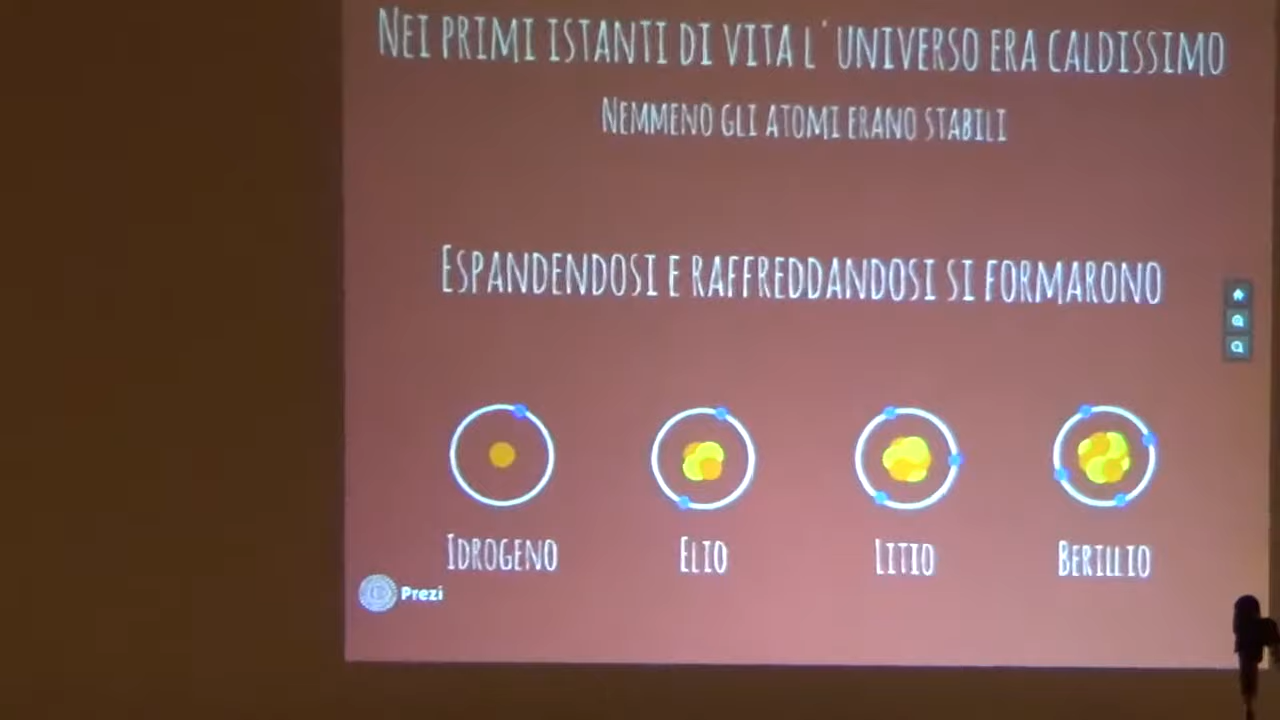 Nei primi istanti di vita l'universo era caldissimo
Nemmeno gli atomi erano stabili
Espandendosi e raffreddandosi si formarono
Idrogeno Elio Litio Berillio
Prezi